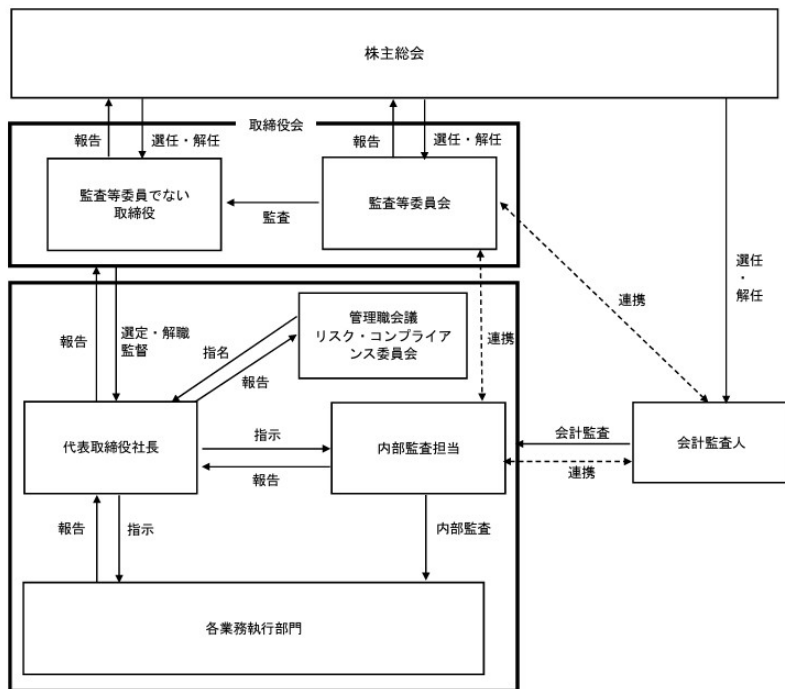 株主総会
報告
選任・解任
取締役会
報告
選任・解任
監査等委員でない
取締役
監査
監査等委員会
選任
・
解任
連携
報告
選定・解職
監督
指名
報告
管理職会議
リスク・コンプライア
ンス委員会
連携
代表取締役社長
指示
報告
内部監査担当
会計監査
連携
会計監査人
報告
指示
内部監査
各業務執行部門